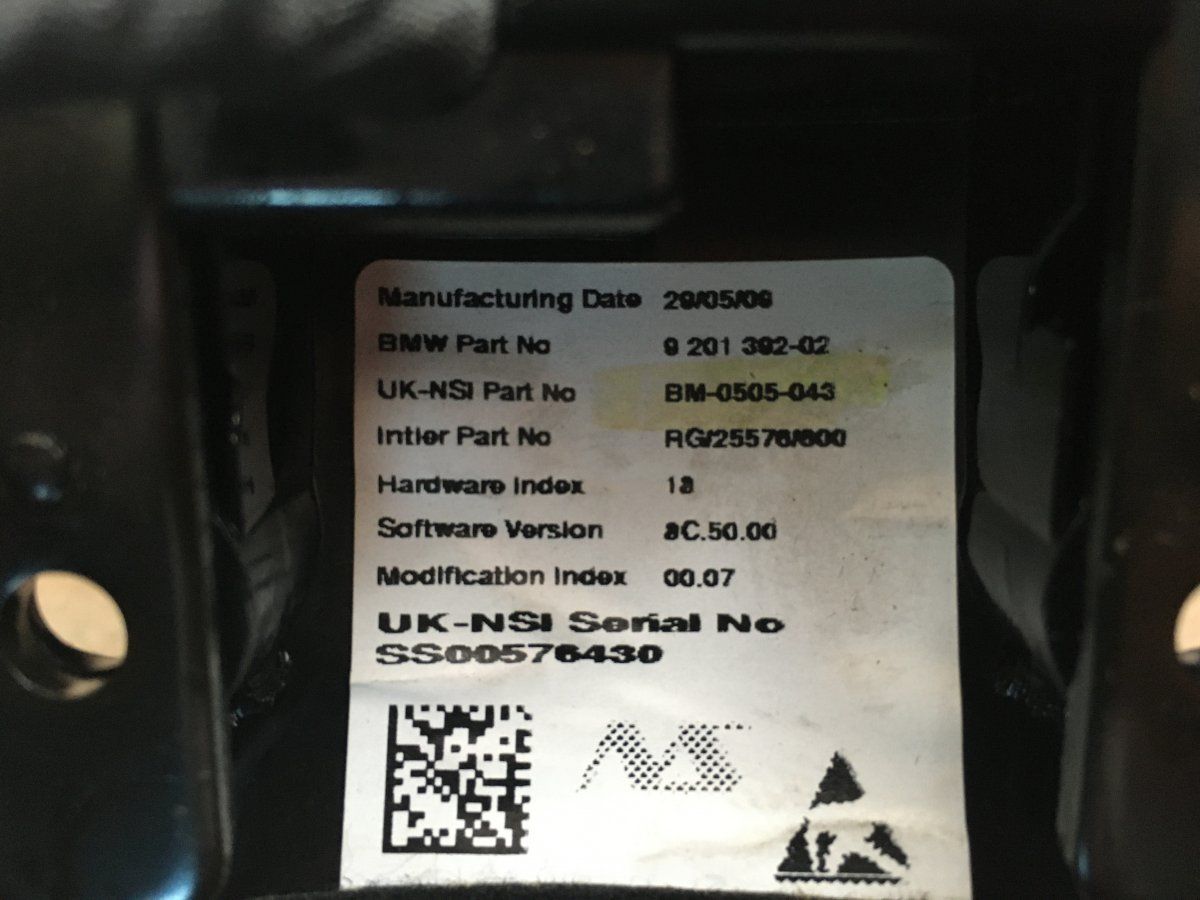 Manufacturing Date 29/05/09
BMW Part No 9 201 392-02
UK-NSI Part No BM-0505-043
Intier Part No RG/25576/600
Hardware Index 13
Software Version 8C.50.00
Modification Index 00.07
UK-NSI Serial No
SS00576430